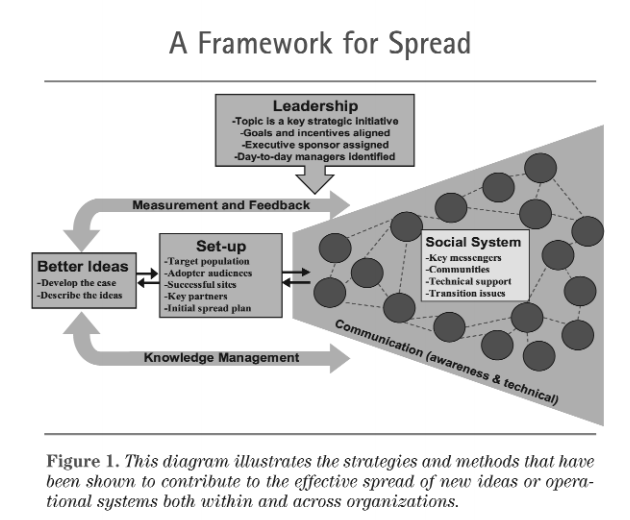 A Framework for Spread
Leadership
-Topic is a key strategic initiative
-Goals and incentives aligned
-Executive sponsor assigned
-Day-to-day managers identified
Measurement and Feedback
Better Ideas
-Develop the case
-Describe the ideas
Set-up
-Target population
-Adopter audiences
-Successful sites
-Key partners
-Initial spread plan
Social System
-Key messengers
-Communities
-Technical support
-Transition issues
Communication (awareness & technical)
Knowledge Management
Figure 1. This diagram illustrates the strategies and methods that have
been shown to contribute to the effective spread of new ideas or opera-
tional systems both within and across organizations.